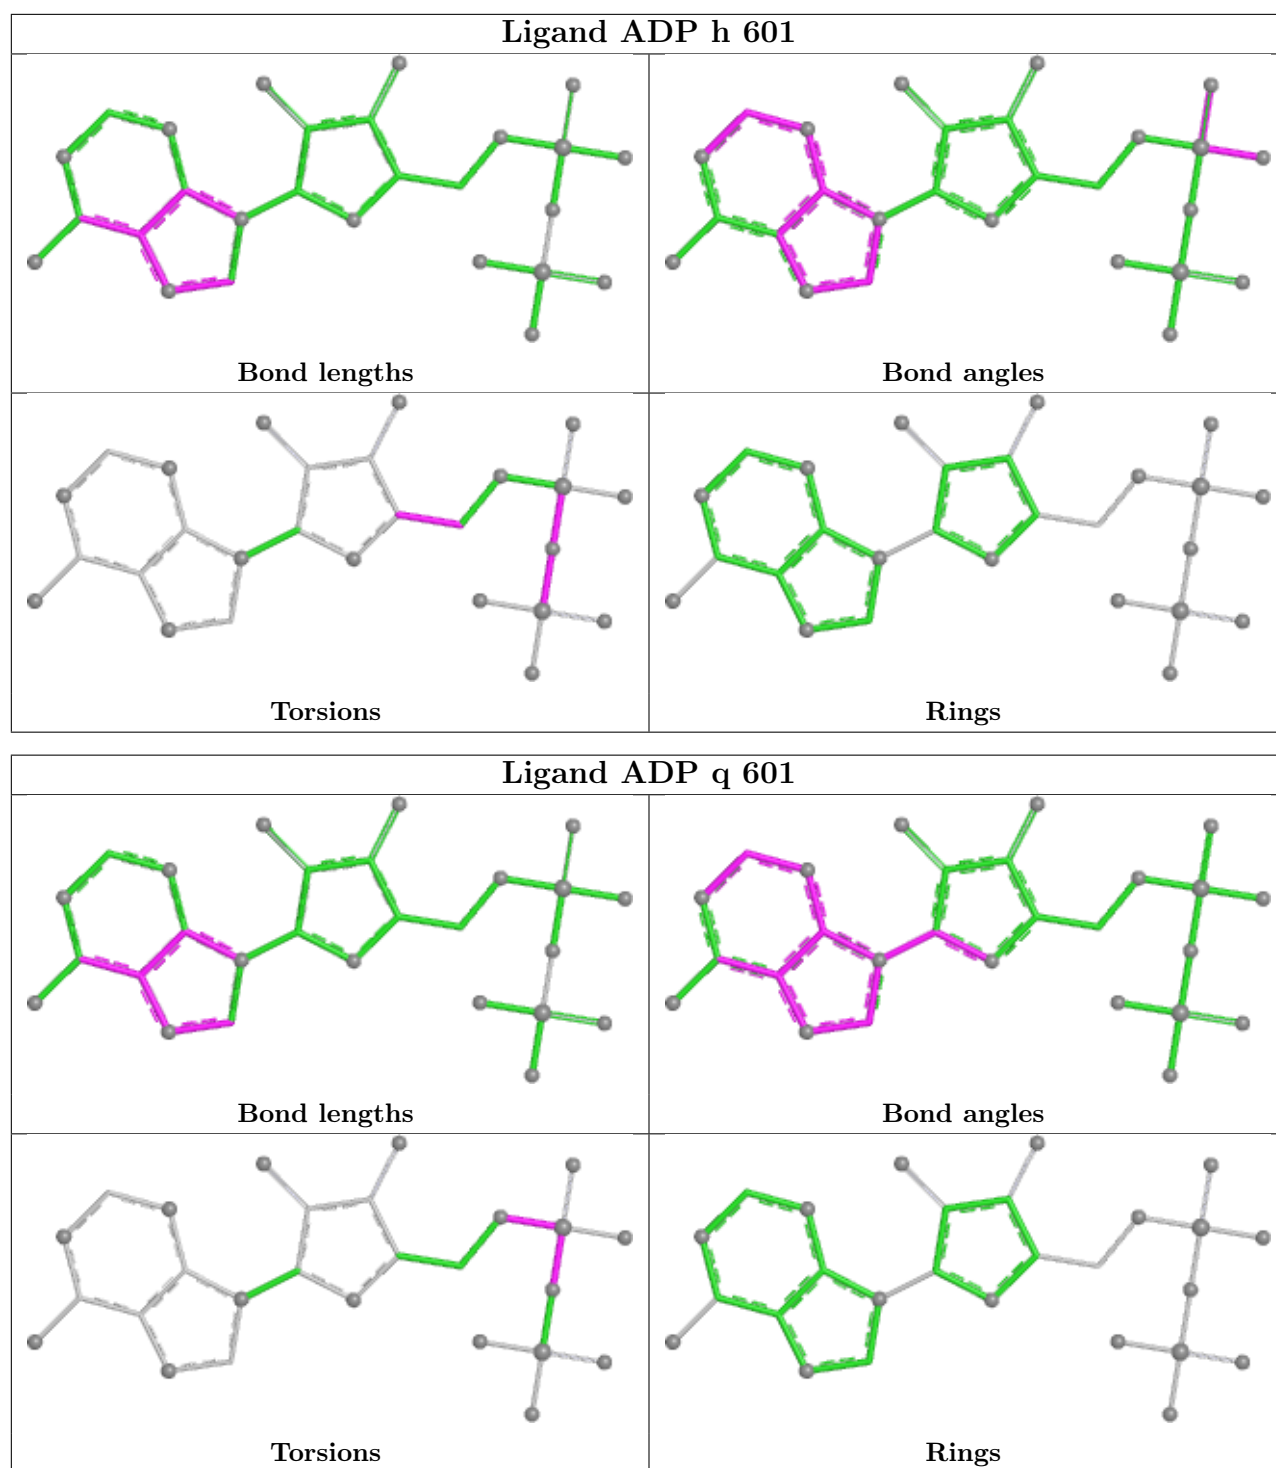 Ligand ADP h 601
Bond lengths
Bond angles
Torsions
Rings
Ligand ADP q 601
Bond lengths
Bond angles
Torsions
Rings